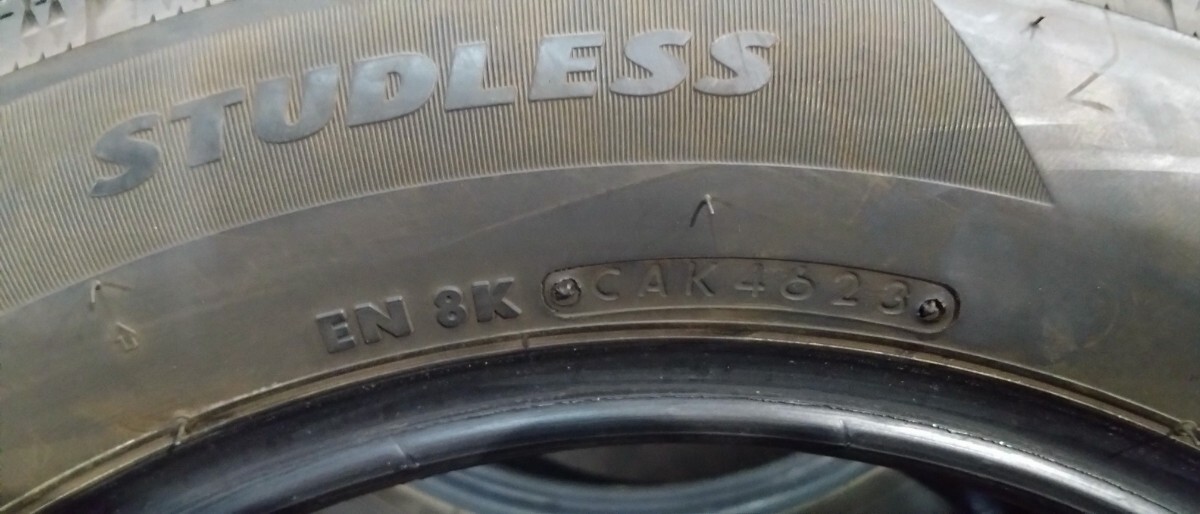 STUDLESS
EN 8K CAK4623